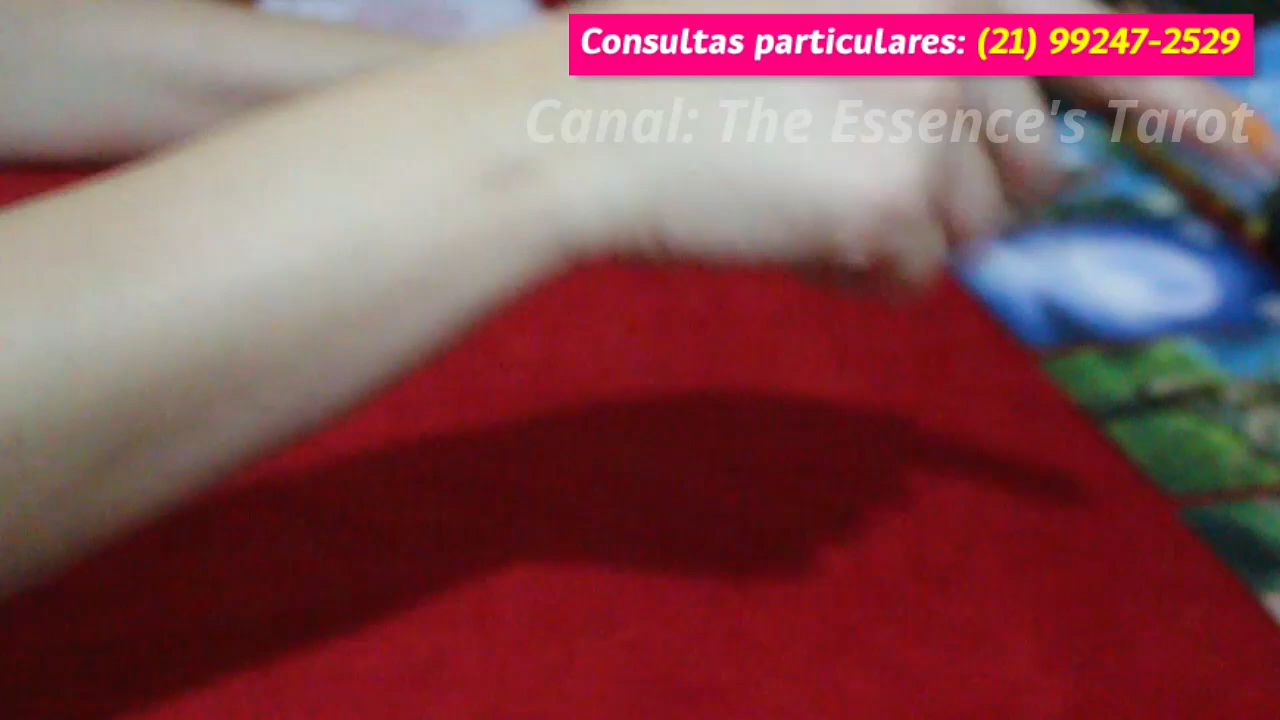 Consultas particulares: (21) 99247-2529
Canal: The Essence's Tarot